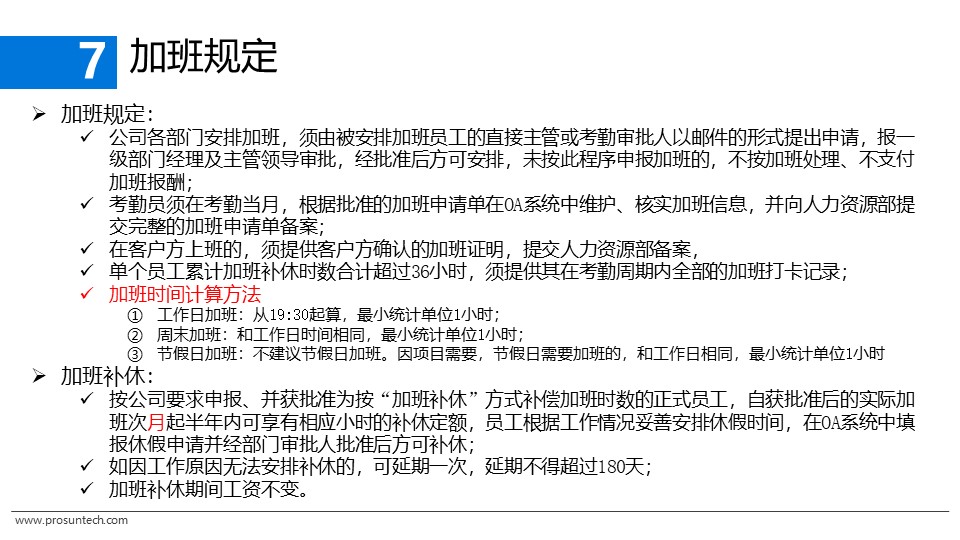 7 加班规定
➢ 加班规定：
✓ 公司各部门安排加班，须由被安排加班员工的直接主管或考勤审批人以邮件的形式提出申请，报一
级部门经理及主管领导审批，经批准后方可安排，未按此程序申报加班的，不按加班处理、不支付
加班报酬；
✓ 考勤员须在考勤当月，根据批准的加班申请单在OA系统中维护、核实加班信息，并向人力资源部提
交完整的加班申请单备案；
✓ 在客户方上班的，须提供客户方确认的加班证明，提交人力资源部备案，
✓ 单个员工累计加班补休时数合计超过36小时，须提供其在考勤周期内全部的加班打卡记录；
✓ 加班时间计算方法
① 工作日加班：从19:30起算，最小统计单位1小时；
② 周末加班：和工作日时间相同，最小统计单位1小时；
③ 节假日加班：不建议节假日加班。因项目需要，节假日需要加班的，和工作日相同，最小统计单位1小时
➢ 加班补休：
✓ 按公司要求申报、并获批准为按“加班补休”方式补偿加班时数的正式员工，自获批准后的实际加
班次月起半年内可享有相应小时的补休定额，员工根据工作情况妥善安排休假时间，在OA系统中填
报休假申请并经部门审批人批准后方可补休；
✓ 如因工作原因无法安排补休的，可延期一次，延期不得超过180天；
✓ 加班补休期间工资不变。
www.prosuntech.com